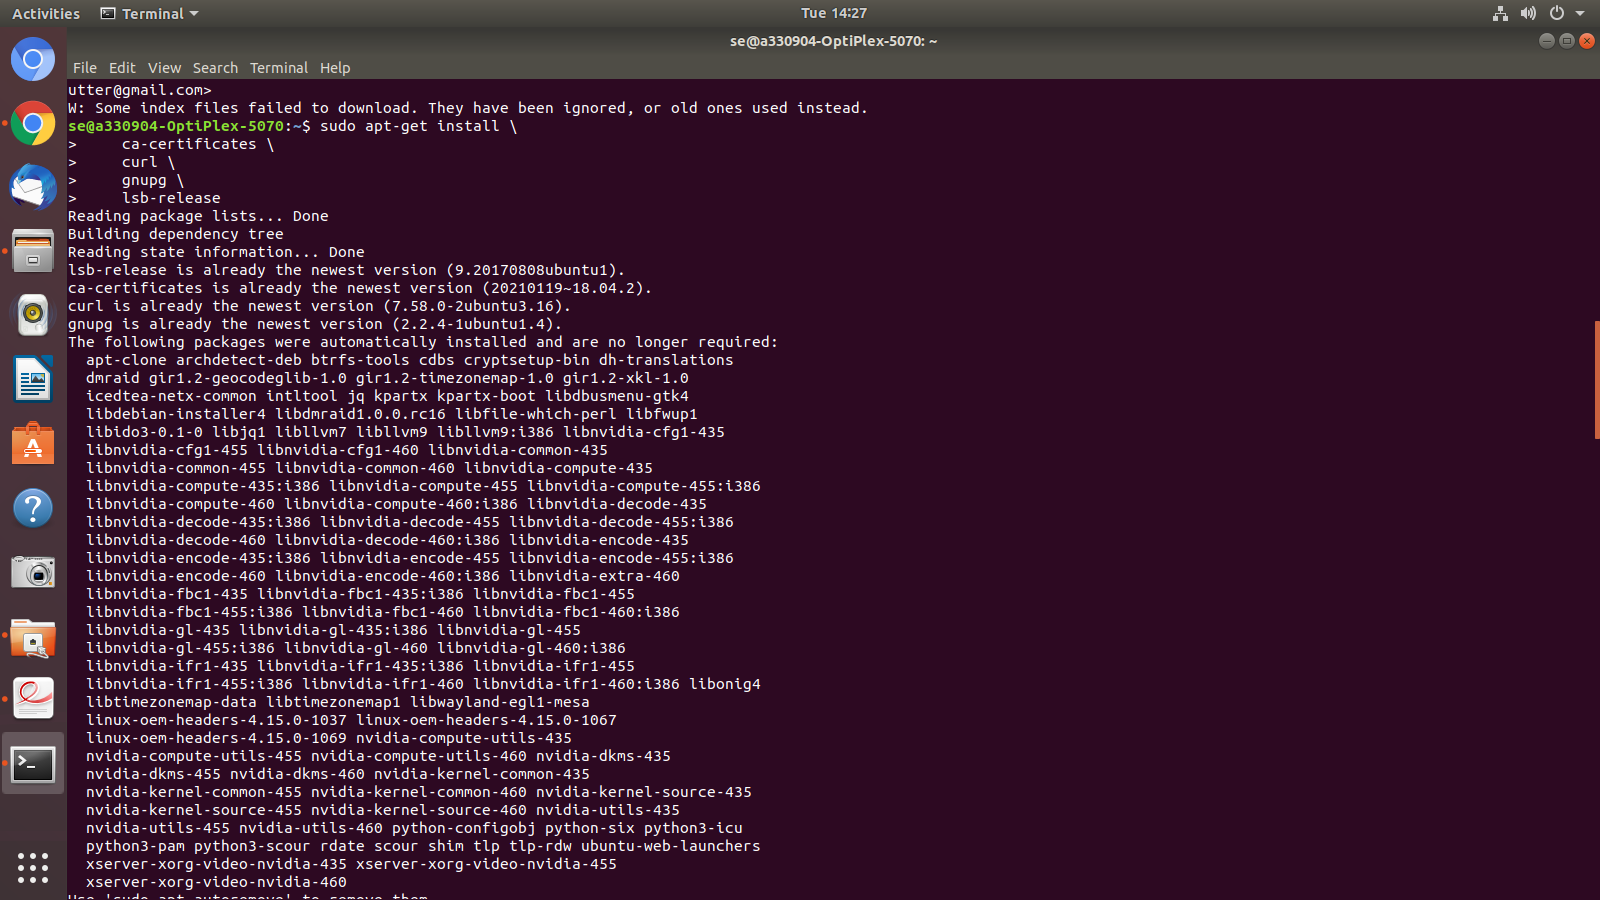 Activities
Terminal
Tue 14:27
se@a330904-OptiPlex-5070: ~
File Edit View Search Terminal Help
utter@gmail.com>
W: Some index files failed to download. They have been ignored, or old ones used instead.
se@a330904-OptiPlex-5070:~$ sudo apt-get install \
>     ca-certificates \
>     curl \
>     gnupg \
>     lsb-release
Reading package lists... Done
Building dependency tree
Reading state information... Done
lsb-release is already the newest version (9.20170808ubuntu1).
ca-certificates is already the newest version (20210119~18.04.2).
curl is already the newest version (7.58.0-2ubuntu3.16).
gnupg is already the newest version (2.2.4-1ubuntu1.4).
The following packages were automatically installed and are no longer required:
  apt-clone archdetect-deb btrfs-tools cdbs cryptsetup-bin dh-translations
  dmraid gir1.2-geocodeglib-1.0 gir1.2-timezonemap-1.0 gir1.2-xkl-1.0
  icedtea-netx-common intltool jq kpartx kpartx-boot libdbusmenu-gtk4
  libdebian-installer4 libdmraid1.0.0.rc16 libfile-which-perl libfwup1
  libido3-0.1-0 libjq1 libllvm7 libllvm9 libllvm9:i386 libnvidia-cfg1-435
  libnvidia-cfg1-455 libnvidia-cfg1-460 libnvidia-common-435
  libnvidia-common-455 libnvidia-common-460 libnvidia-compute-435
  libnvidia-compute-435:i386 libnvidia-compute-455 libnvidia-compute-455:i386
  libnvidia-compute-460 libnvidia-compute-460:i386 libnvidia-decode-435
  libnvidia-decode-435:i386 libnvidia-decode-455 libnvidia-decode-455:i386
  libnvidia-decode-460 libnvidia-decode-460:i386 libnvidia-encode-435
  libnvidia-encode-435:i386 libnvidia-encode-455 libnvidia-encode-455:i386
  libnvidia-encode-460 libnvidia-encode-460:i386 libnvidia-extra-460
  libnvidia-fbc1-435 libnvidia-fbc1-435:i386 libnvidia-fbc1-455
  libnvidia-fbc1-455:i386 libnvidia-fbc1-460 libnvidia-fbc1-460:i386
  libnvidia-gl-435 libnvidia-gl-435:i386 libnvidia-gl-455
  libnvidia-gl-455:i386 libnvidia-gl-460 libnvidia-gl-460:i386
  libnvidia-ifr1-435 libnvidia-ifr1-435:i386 libnvidia-ifr1-455
  libnvidia-ifr1-455:i386 libnvidia-ifr1-460 libnvidia-ifr1-460:i386 libonig4
  libtimezonemap-data libtimezonemap1 libwayland-egl1-mesa
  linux-oem-headers-4.15.0-1037 linux-oem-headers-4.15.0-1067
  linux-oem-headers-4.15.0-1069 nvidia-compute-utils-435
  nvidia-compute-utils-455 nvidia-compute-utils-460 nvidia-dkms-435
  nvidia-dkms-455 nvidia-dkms-460 nvidia-kernel-common-435
  nvidia-kernel-common-455 nvidia-kernel-common-460 nvidia-kernel-source-435
  nvidia-kernel-source-455 nvidia-kernel-source-460 nvidia-utils-435
  nvidia-utils-455 nvidia-utils-460 python-configobj python-six python3-icu
  python3-pam python3-scour rdate scour shim tlp tlp-rdw ubuntu-web-launchers
  xserver-xorg-video-nvidia-435 xserver-xorg-video-nvidia-455
  xserver-xorg-video-nvidia-460
Use 'sudo apt autoremove' to remove them.